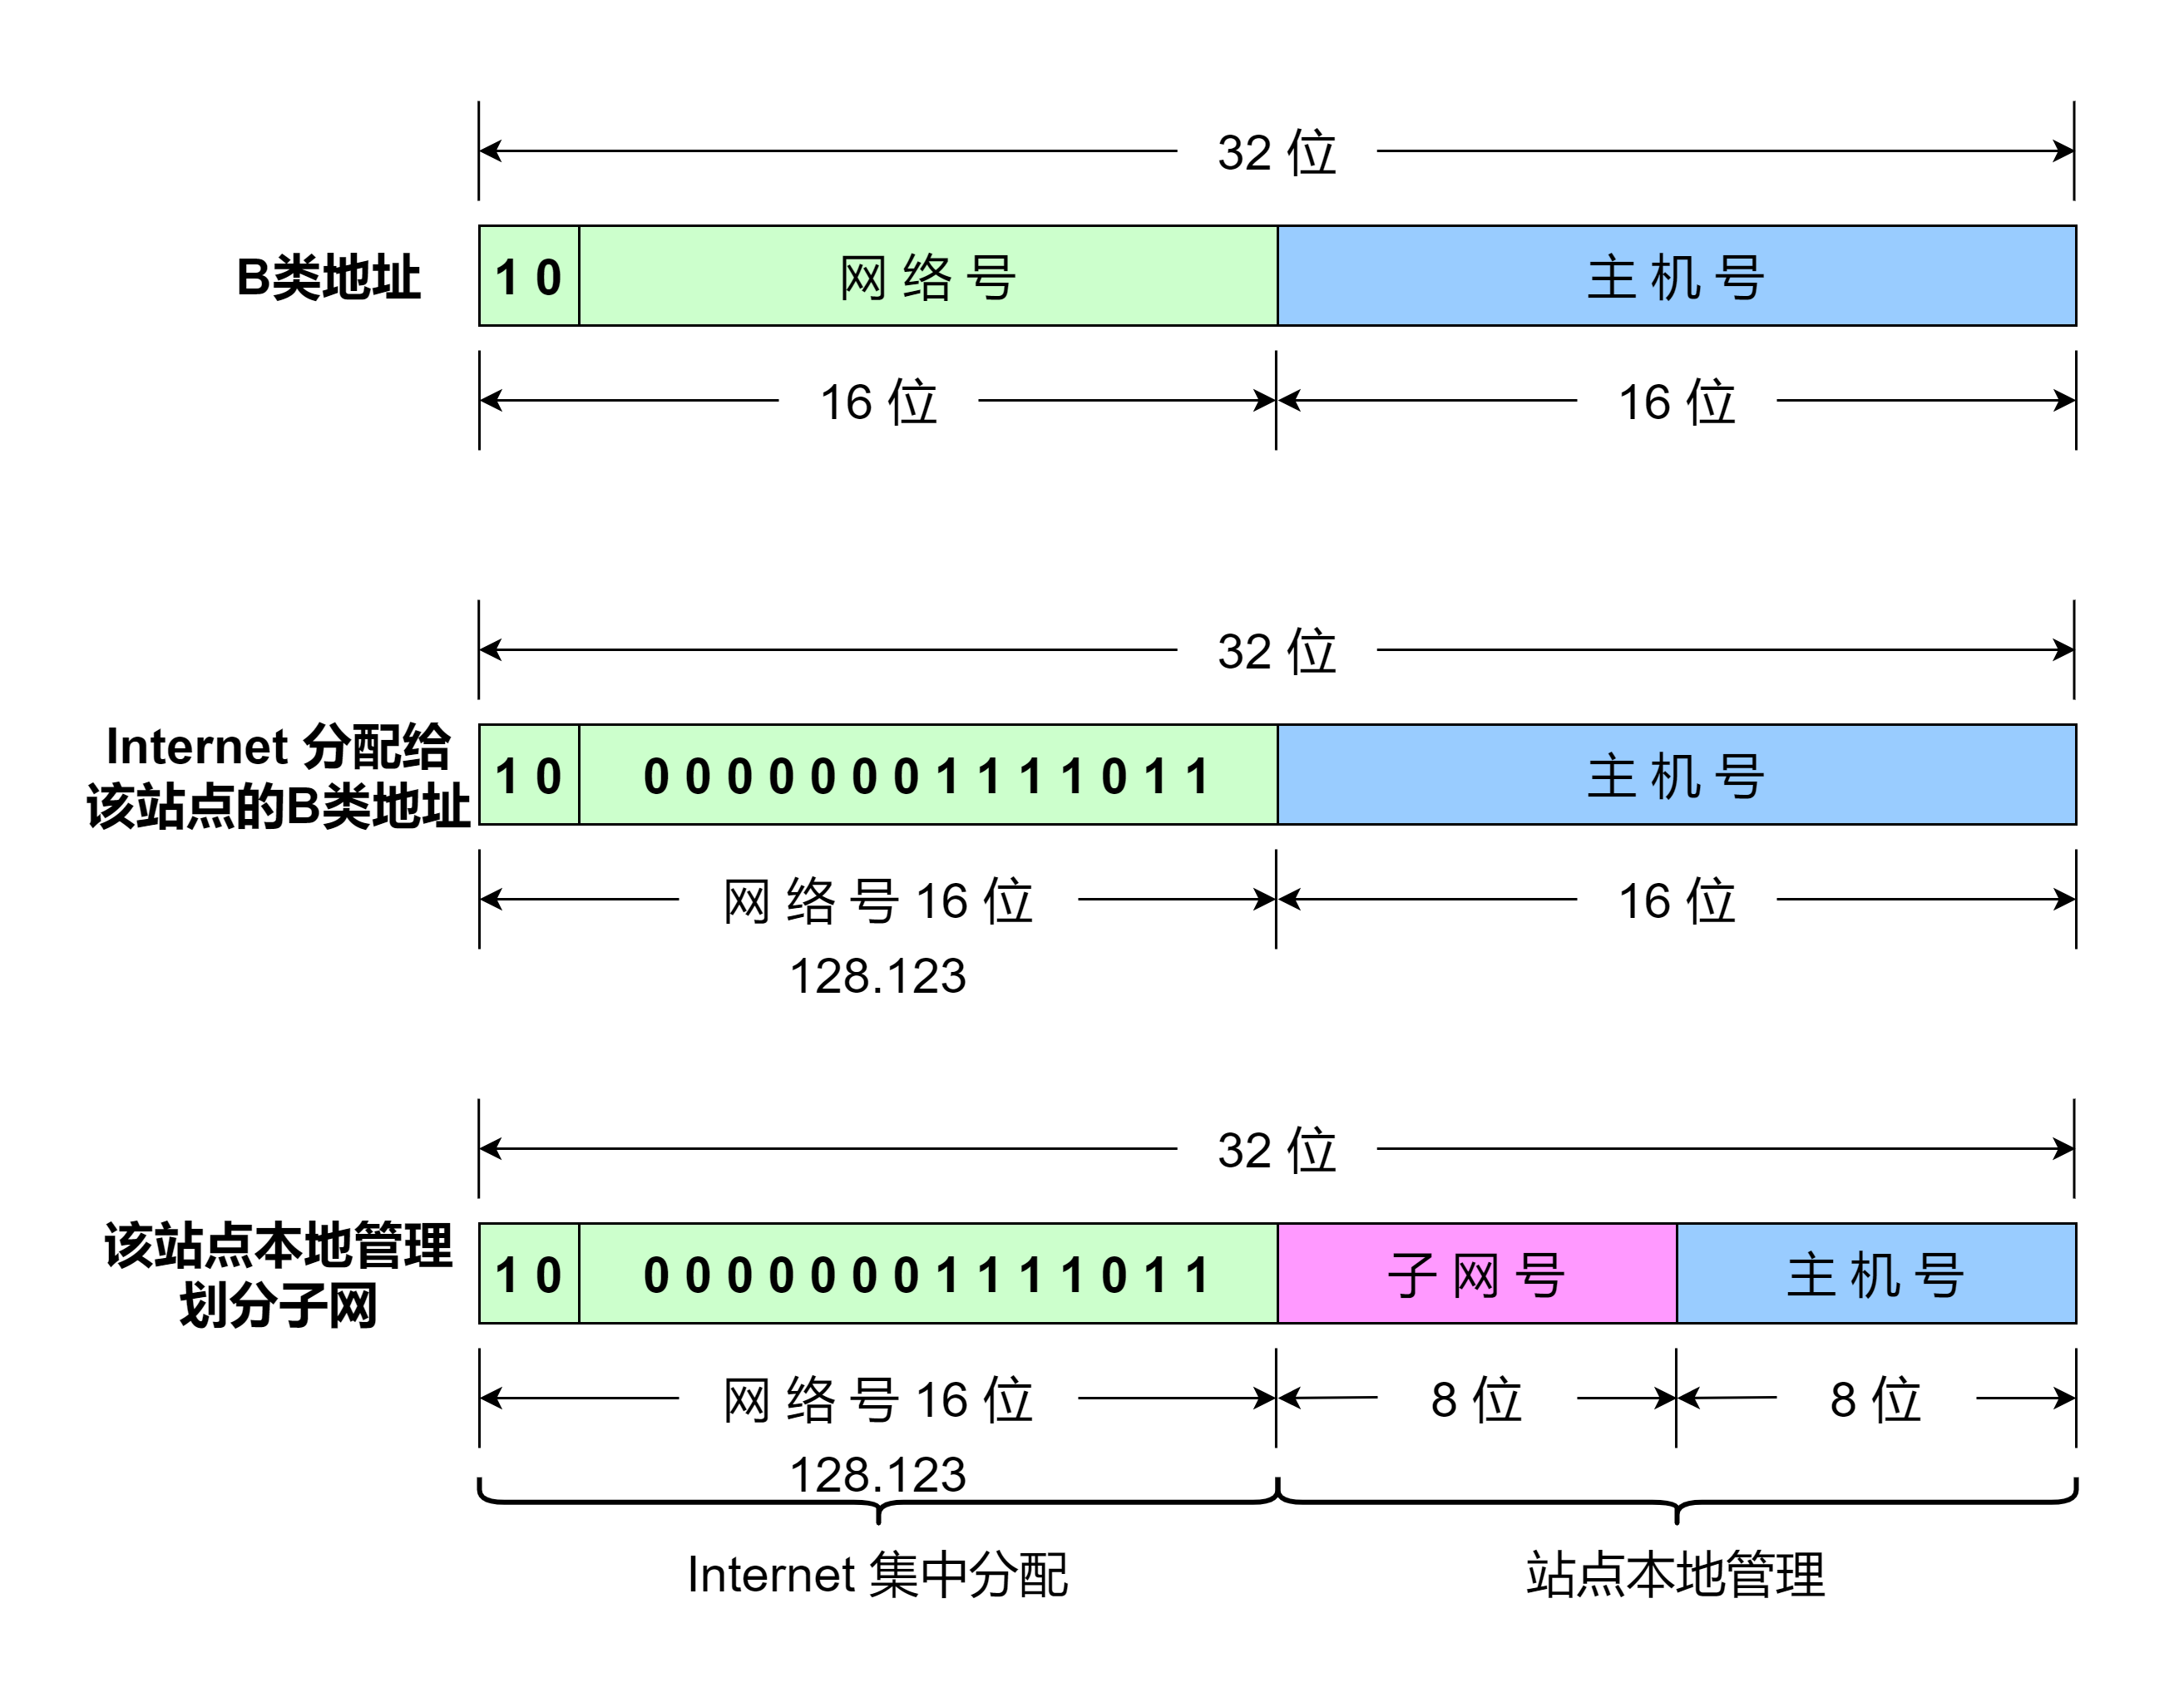 32 位
B类地址
1 0
网 络 号
主 机 号
16 位
16 位
32 位
Internet 分配给
该站点的B类地址
1 0
0 0 0 0 0 0 0 1 1 1 1 0 1 1
主 机 号
网 络 号 16 位
16 位
128.123
32 位
该站点本地管理
划分子网
1 0
0 0 0 0 0 0 0 1 1 1 1 0 1 1
子 网 号
主 机 号
网 络 号 16 位
8 位
8 位
128.123
Internet 集中分配
站点本地管理